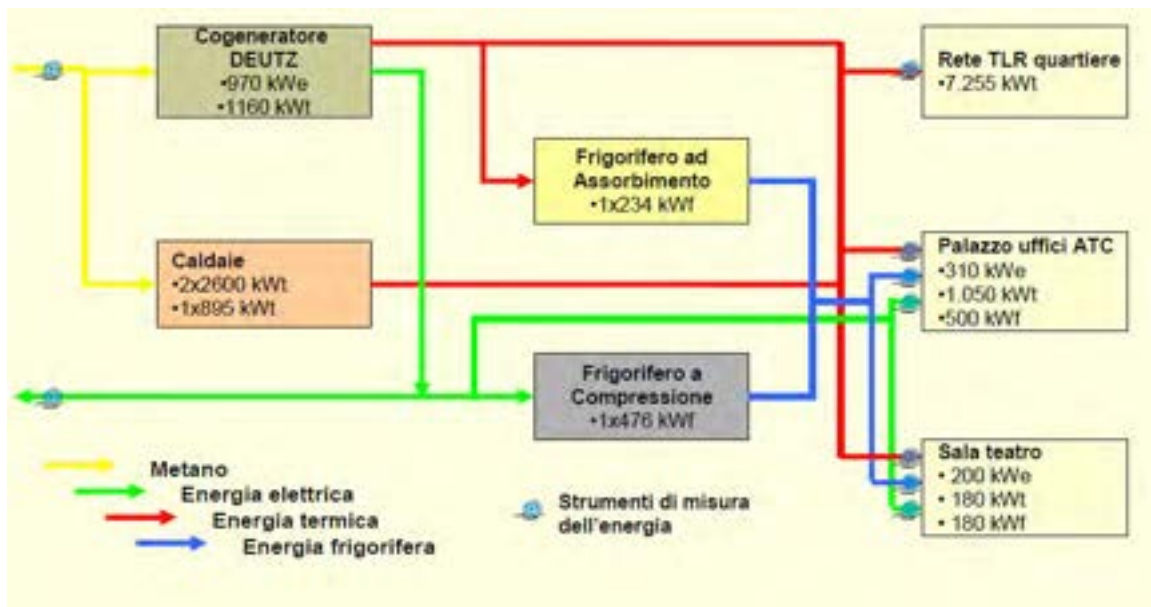 Cogeneratore
DEUTZ
•970 kWe
•1160 kWt
Rete TLR quartiere
•7.255 kWt
Frigorifero ad
Assorbimento
•1x234 kWf
Caldaie
•2x2600 kWt
•1x895 kWt
Palazzo uffici ATC
•310 kWe
•1.050 kWt
•500 kWf
Frigorifero a
Compressione
•1x476 kWf
Sala teatro
• 200 kWe
• 180 kWt
• 180 kWf
Metano
Energia elettrica
Energia termica
Energia frigorifera
Strumenti di misura
dell'energia